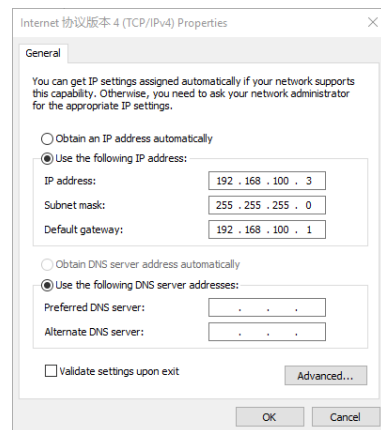 Internet 协议版本 4 (TCP/IPv4) Properties
General
You can get IP settings assigned automatically if your network supports
this capability. Otherwise, you need to ask your network administrator
for the appropriate IP settings.
Obtain an IP address automatically
Use the following IP address:
IP address: 192 . 168 . 100 . 3
Subnet mask: 255 . 255 . 255 . 0
Default gateway: 192 . 168 . 100 . 1
Obtain DNS server address automatically
Use the following DNS server addresses:
Preferred DNS server: . . .
Alternate DNS server: . . .
Validate settings upon exit
Advanced...
OK Cancel